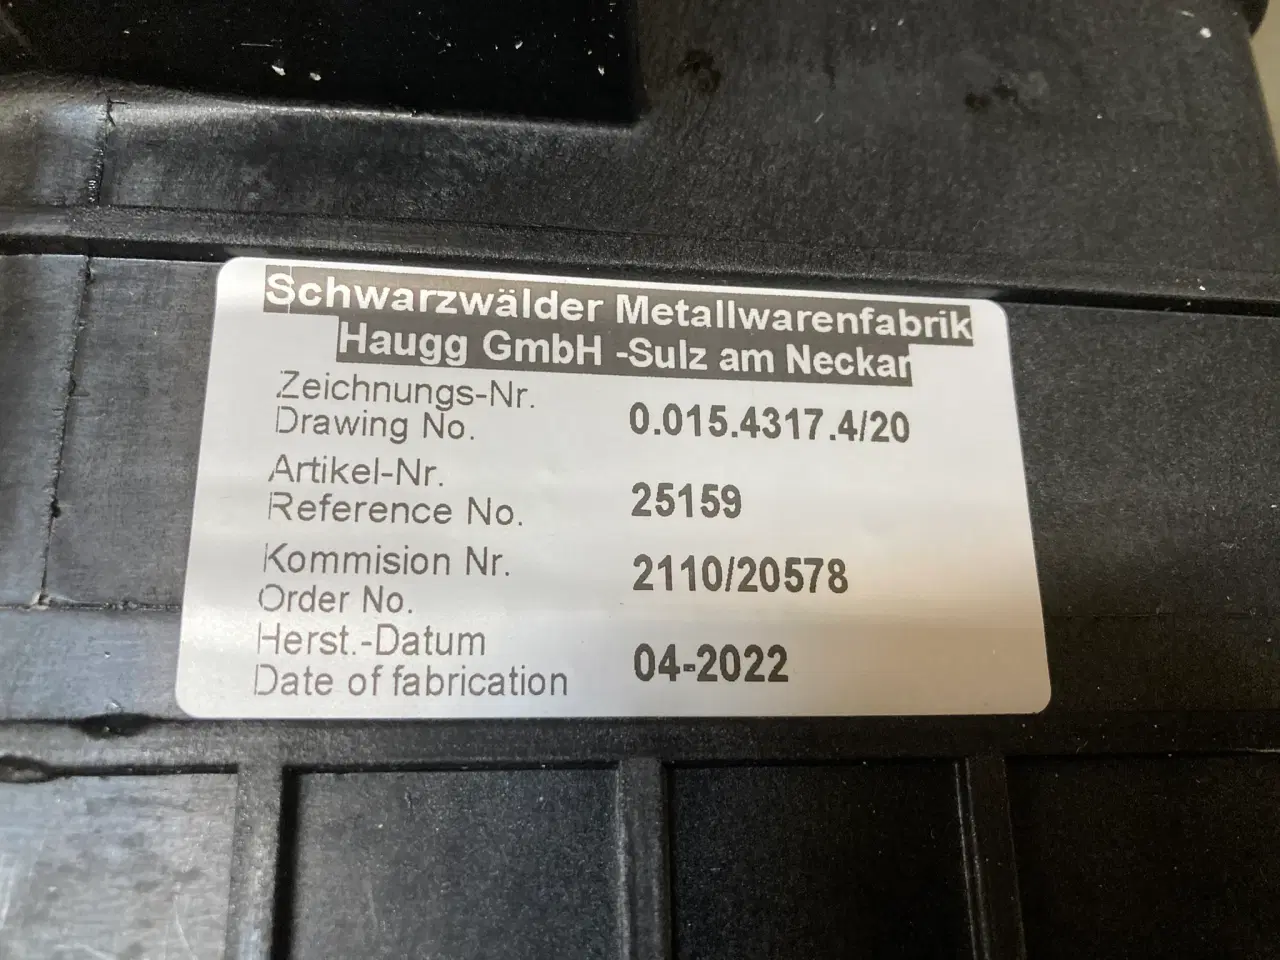 Schwarzwälder Metallwarenfabrik
Haugg GmbH -Sulz am Neckar
Zeichnungs-Nr.
Drawing No. 0.015.4317.4/20
Artikel-Nr.
Reference No. 25159
Kommision Nr. 2110/20578
Order No.
Herst.-Datum 04-2022
Date of fabrication